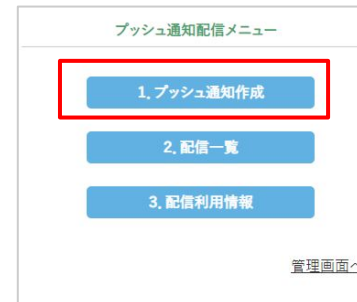 プッシュ通知配信メニュー
1. プッシュ通知作成
2. 配信一覧
3. 配信利用情報
管理画面へ